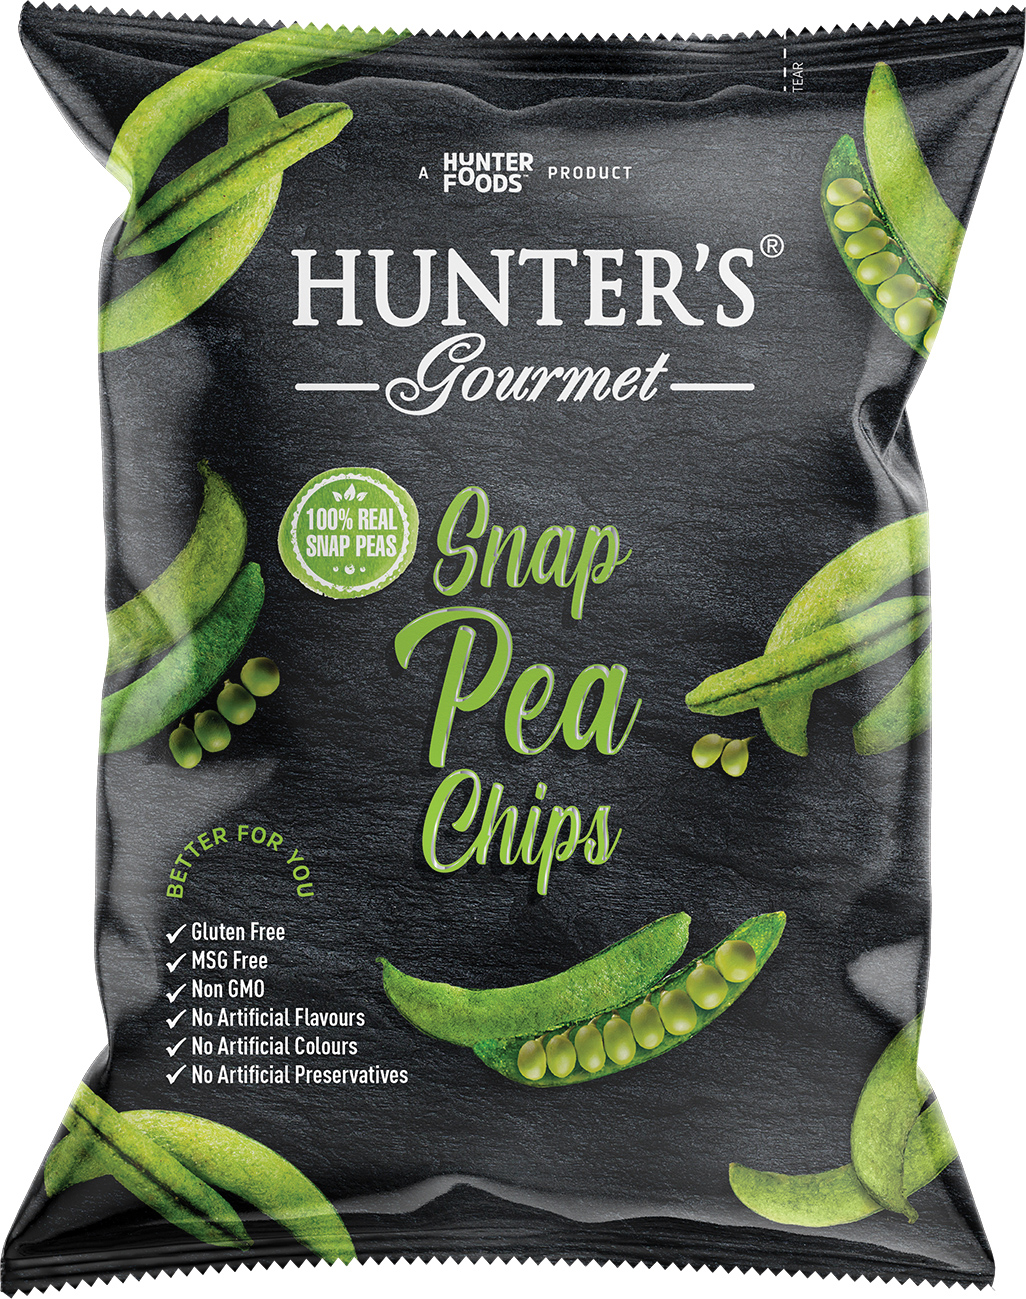 TEAR
A HUNTER FOODS™ PRODUCT
HUNTER'S®
Gourmet
100% REAL
SNAP PEAS
Snap
Pea
Chips
BETTER FOR YOU
✓ Gluten Free
✓ MSG Free
✓ Non GMO
✓ No Artificial Flavours
✓ No Artificial Colours
✓ No Artificial Preservatives